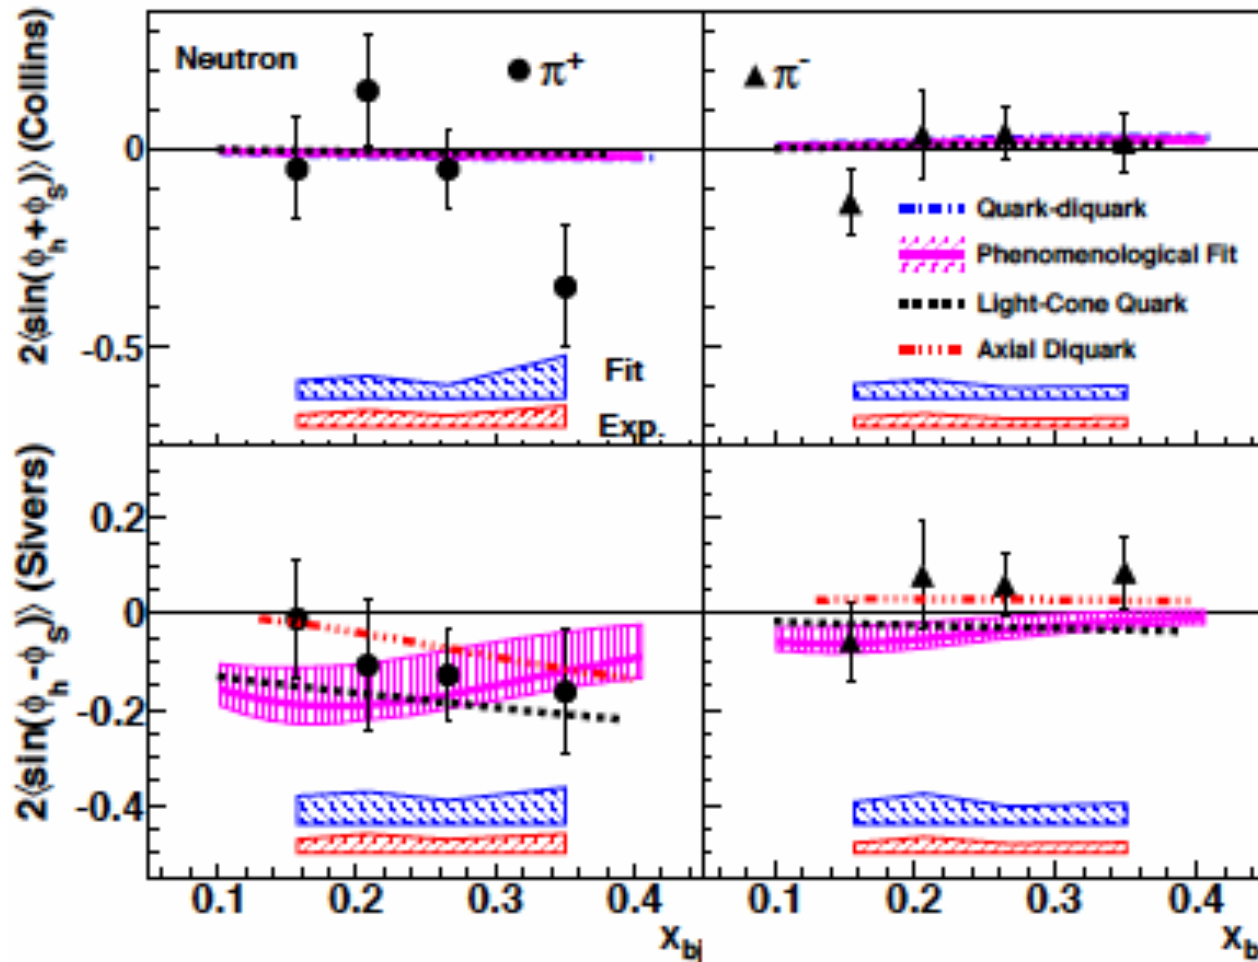 2⟨sin(ϕh+ϕS)⟩ (Collins)
Neutron
π+
π-
0
-0.5
Quark-diquark
Phenomenological Fit
Light-Cone Quark
Axial Diquark
Fit
Exp.
2⟨sin(ϕh-ϕS)⟩ (Sivers)
0.2
0
-0.2
-0.4
0.1 0.2 0.3 0.4 0.1 0.2 0.3 0.4
xbj xb